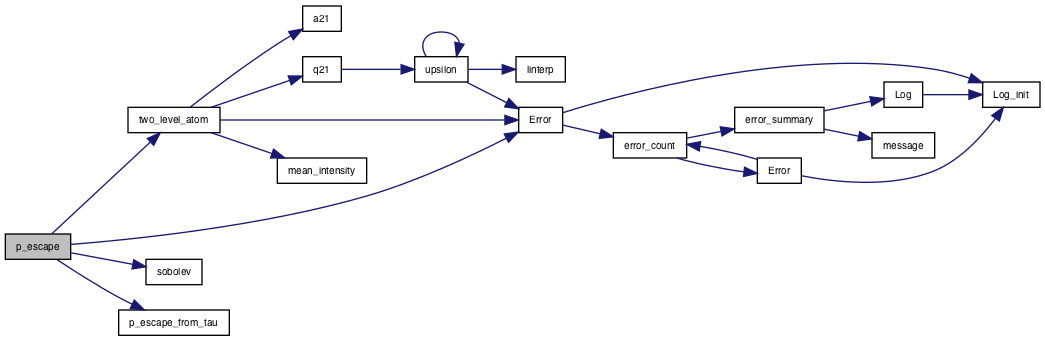 a21
q21
upsilon
linterp
Log
Log_init
two_level_atom
Error
error_summary
error_count
message
mean_intensity
Error
p_escape
sobolev
p_escape_from_tau